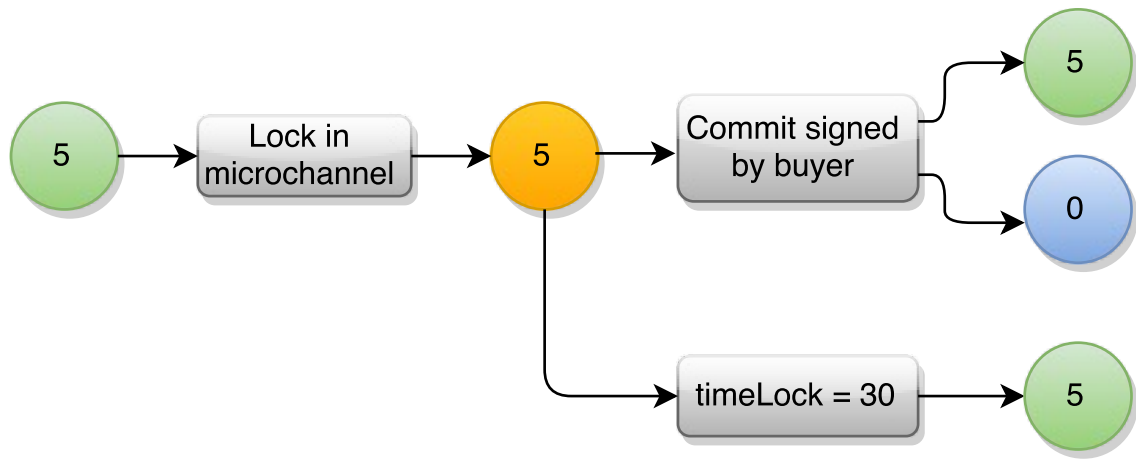 5
Lock in
microchannel
5
Commit signed
by buyer
5
0
timeLock = 30
5